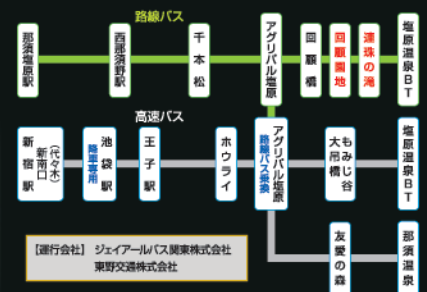 路線バス
那須塩原駅
西那須野駅
千本松
アグリパル塩原
回顧橋
回顧園地
連珠の滝
塩原温泉BT
高速バス
新宿駅
新南口
(代々木)
池袋駅
降車専用
王子駅
ホウライ
アグリパル塩原
路線バス乗換
もみじ谷
大吊橋
塩原温泉BT
友愛の森
那須温泉
【運行会社】 ジェイアールバス関東株式会社
東野交通株式会社